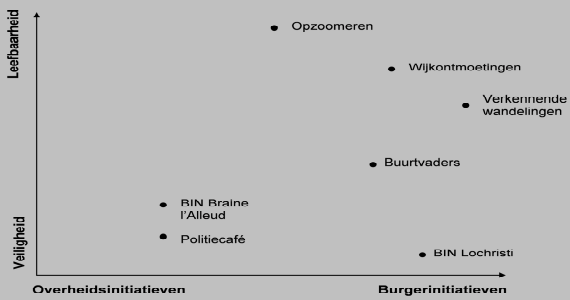 Leefbaarheid
Opzoomeren
Wijkontmoetingen
Verkennende
wandelingen
Buurtvaders
BIN Braine
l'Alleud
Politiecafé
BIN Lochristi
Veiligheid
Overheidsinitiatieven
Burgerinitiatieven